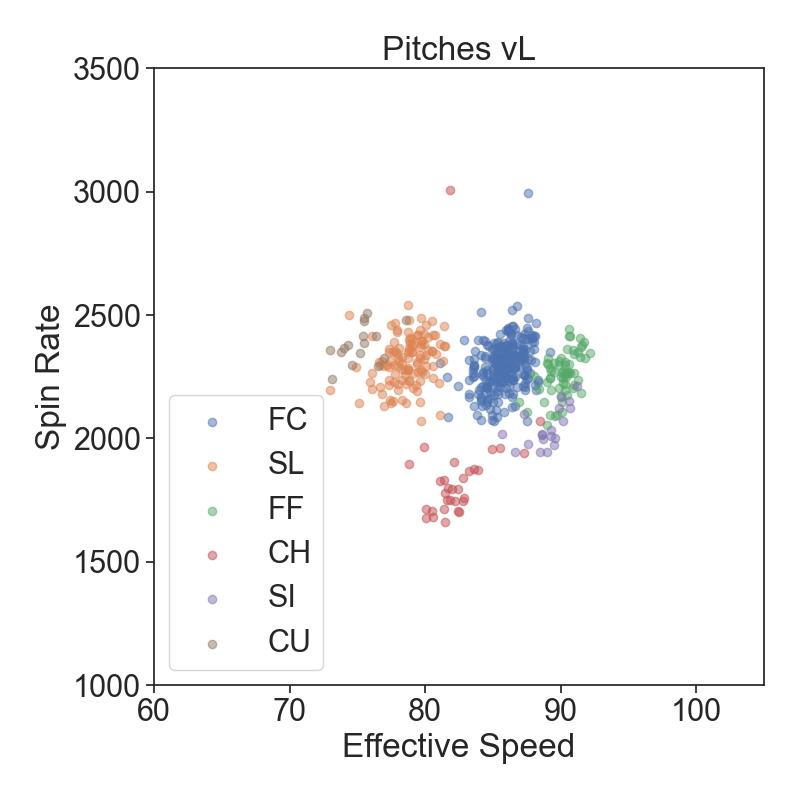 Pitches vL
3500
3000
2500
2000
1500
1000
Spin Rate
FC
SL
FF
CH
SI
CU
60 70 80 90 100
Effective Speed